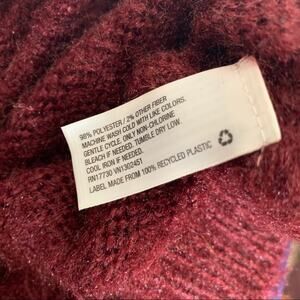 98% POLYESTER / 2% OTHER FIBER
MACHINE WASH COLD WITH LIKE COLORS.
GENTLE CYCLE. ONLY NON-CHLORINE
BLEACH IF NEEDED. TUMBLE DRY LOW.
COOL IRON IF NEEDED.
RN17730 VN1302451
LABEL MADE FROM 100% RECYCLED PLASTIC